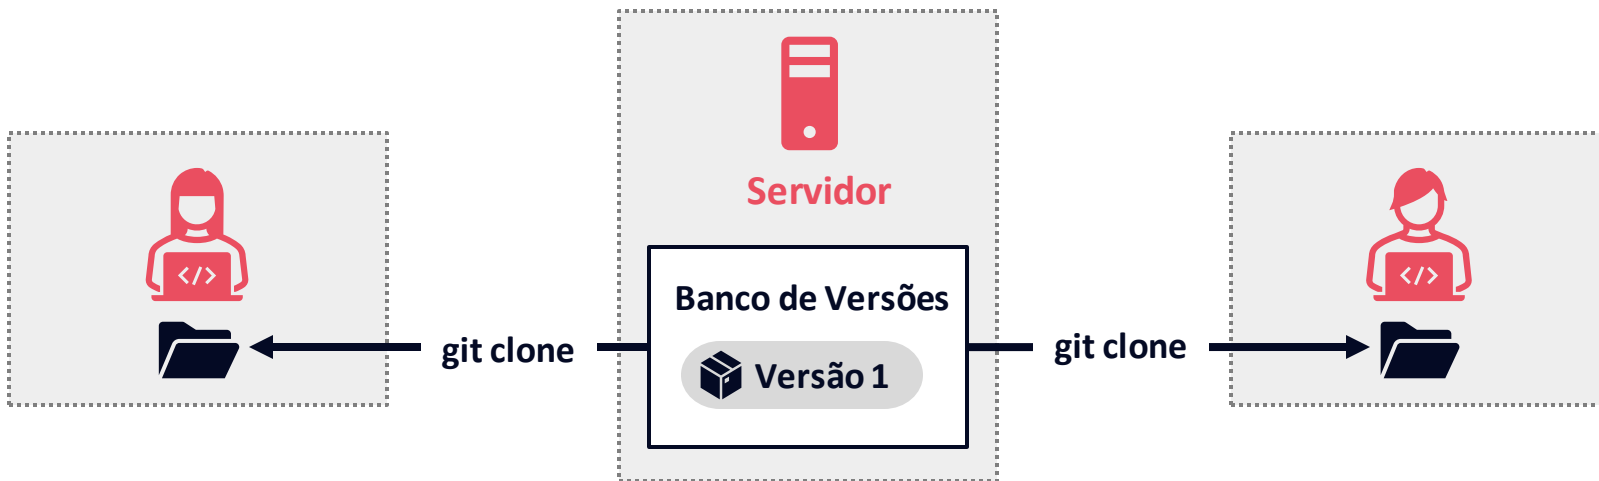 Servidor
Banco de Versões
git clone
Versão 1
git clone
</>
</>